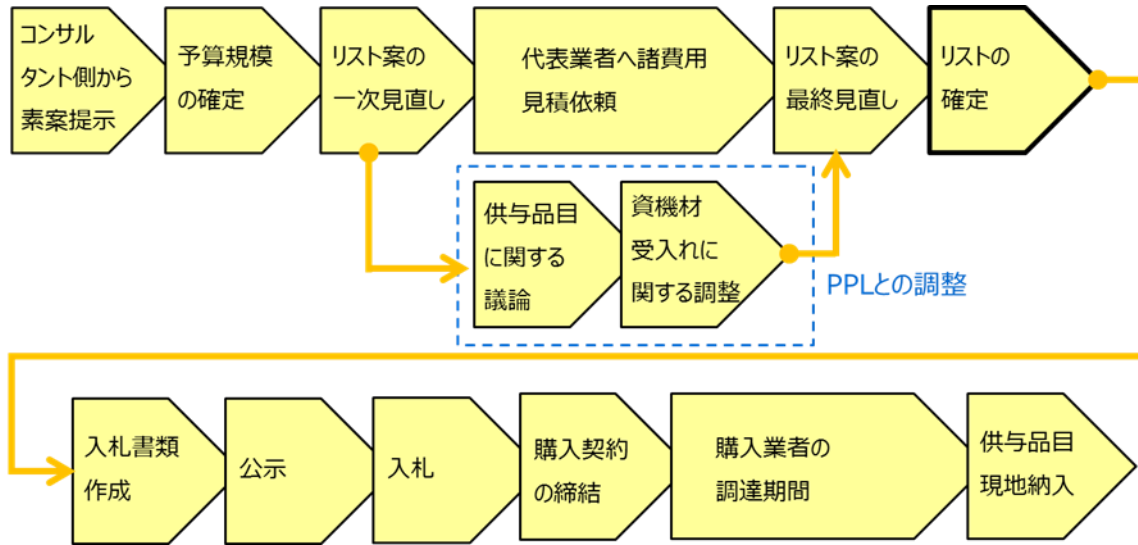 コンサル
タント側から
素案提示
予算規模
の確定
リスト案の
一次見直し
代表業者へ諸費用
見積依頼
リスト案の
最終見直し
リストの
確定
供与品目
に関する
議論
資機材
受入れに
関する調整
PPLとの調整
入札書類
作成
公示
入札
購入契約
の締結
購入業者の
調達期間
供与品目
現地納入